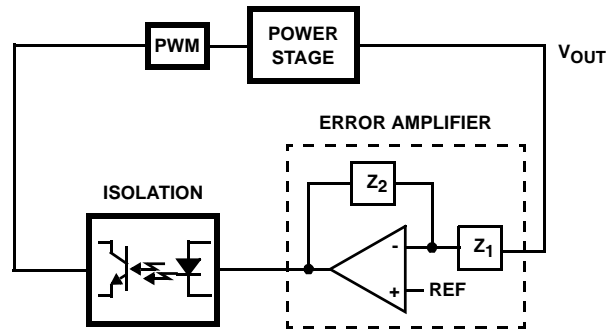 PWM
POWER
STAGE
VOUT
ERROR AMPLIFIER
ISOLATION
Z2
-
Z1
+
REF